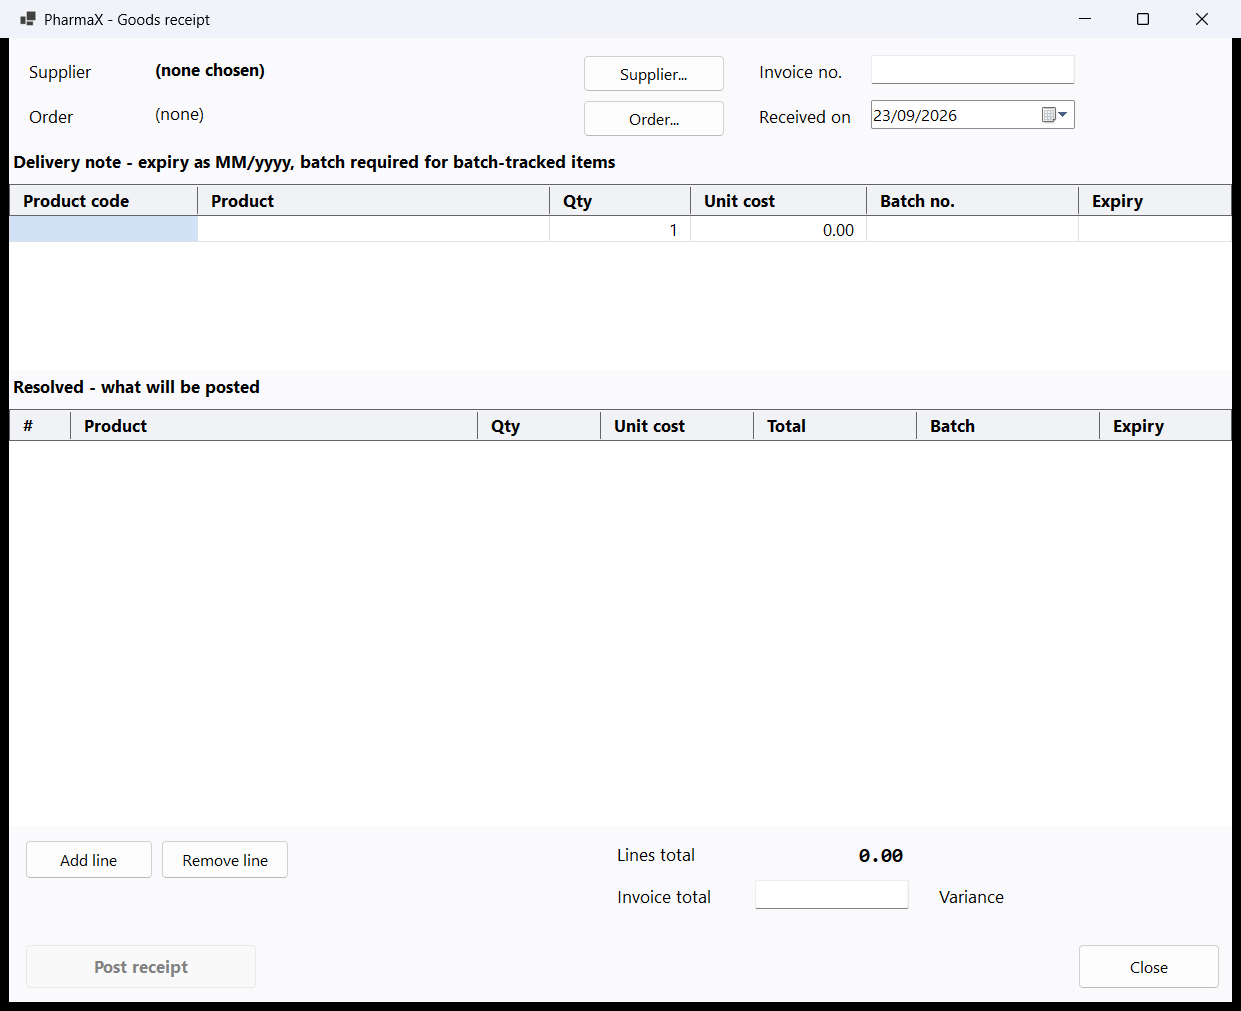 PharmaX - Goods receipt
Supplier (none chosen) Supplier... Invoice no.
Order (none) Order... Received on 23/09/2026
Delivery note - expiry as MM/yyyy, batch required for batch-tracked items
Product code Product Qty Unit cost Batch no. Expiry
1 0.00
Resolved - what will be posted
# Product Qty Unit cost Total Batch Expiry
Add line Remove line Lines total 0.00
Invoice total Variance
Post receipt Close